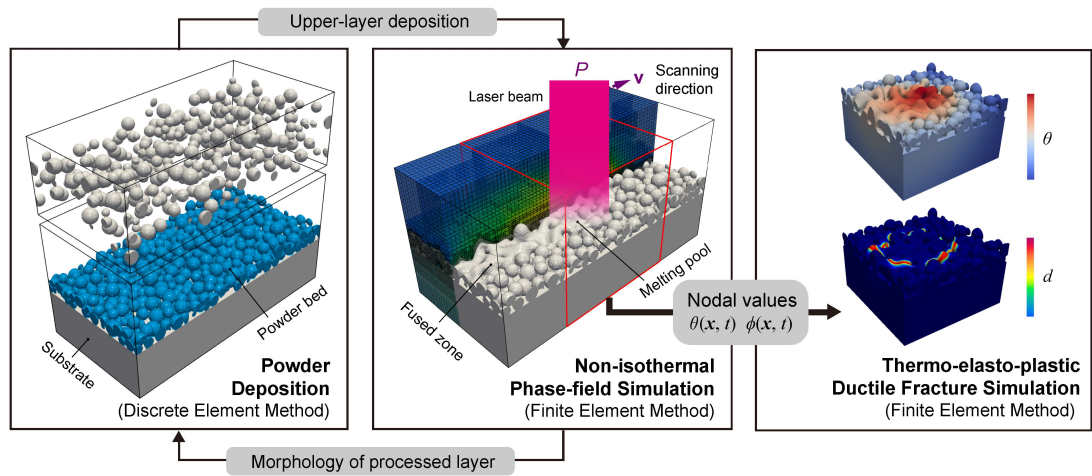 Upper-layer deposition
Substrate
Powder bed
Powder
Deposition
(Discrete Element Method)
P
v
Laser beam
Scanning
direction
Fused zone
Melting pool
Non-isothermal
Phase-field Simulation
(Finite Element Method)
Nodal values
θ(x, t) ϕ(x, t)
θ
d
Thermo-elasto-plastic
Ductile Fracture Simulation
(Finite Element Method)
Morphology of processed layer